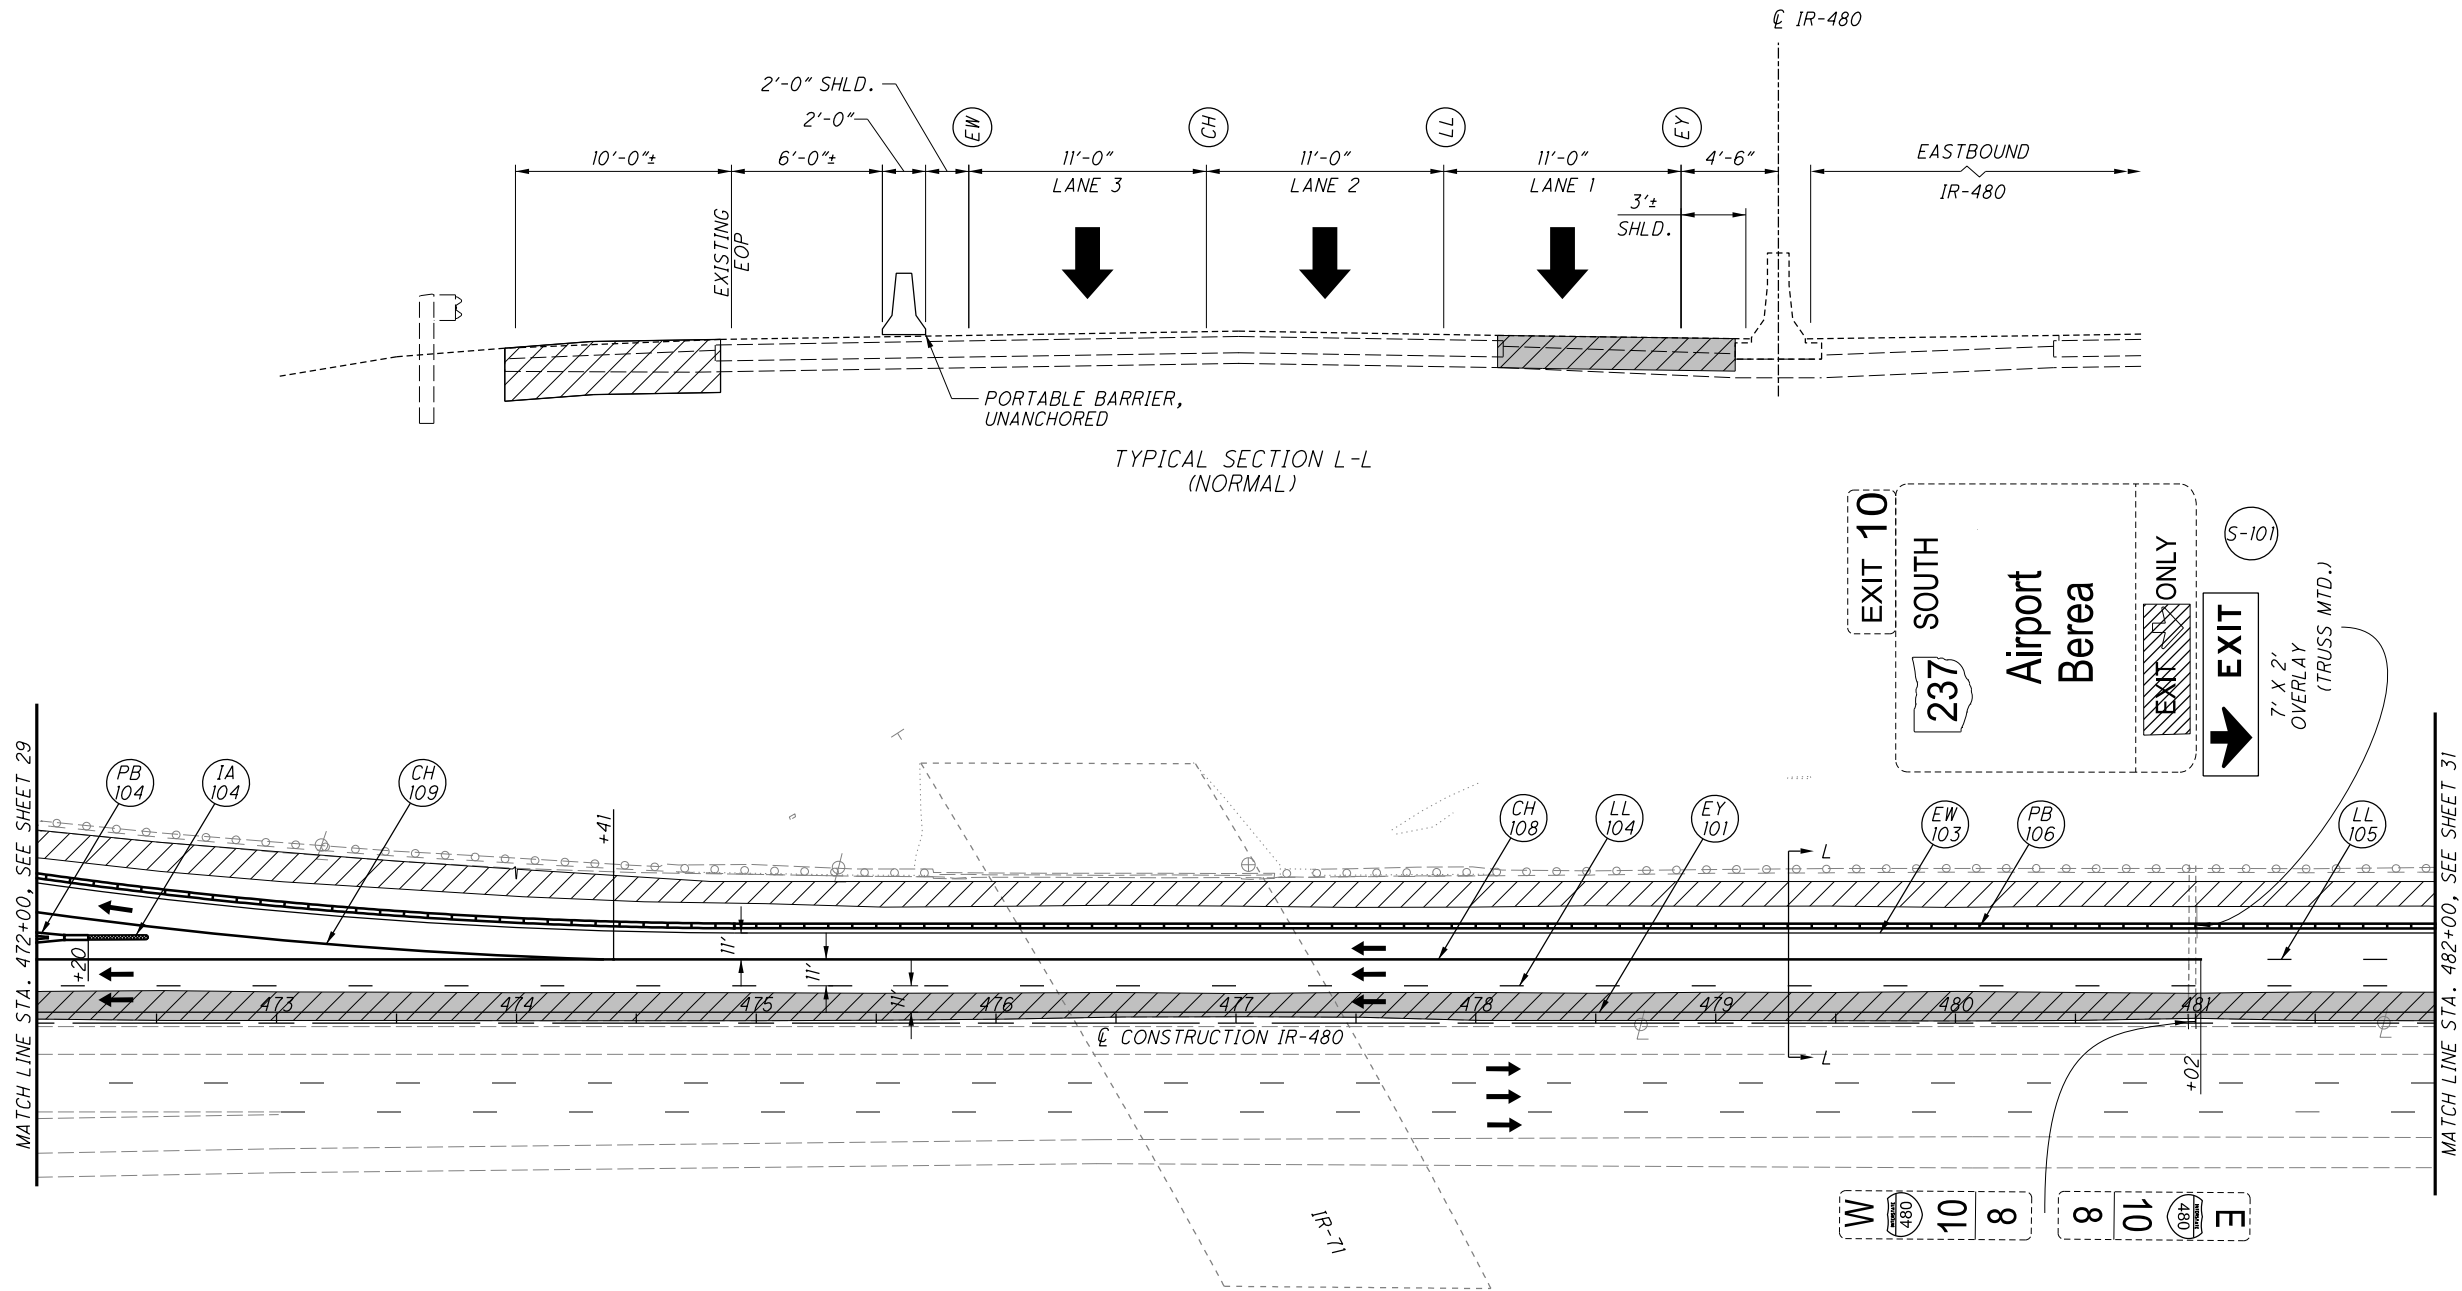 ℄ IR-480
2'-0" SHLD.
2'-0"
EW
CH
LL
EY
10'-0"±
6'-0"±
11'-0"
LANE 3
11'-0"
LANE 2
11'-0"
LANE 1
4'-6"
EASTBOUND
IR-480
3'±
SHLD.
EXISTING
EOP
PORTABLE BARRIER,
UNANCHORED
TYPICAL SECTION L-L
(NORMAL)
EXIT 10
237 SOUTH
Airport
Berea
EXIT ONLY
EXIT
S-101
7' X 2'
OVERLAY
(TRUSS MTD.)
MATCH LINE STA. 472+00, SEE SHEET 29
PB
104
IA
104
CH
109
+41
CH
108
LL
104
EY
101
L
EW
103
PB
106
LL
105
MATCH LINE STA. 482+00, SEE SHEET 31
+20
11'
11'
11'
473
474
475
476
477
478
479
480
481
℄ CONSTRUCTION IR-480
L
+02
IR-71
W
480
10
8
8
10
480
E